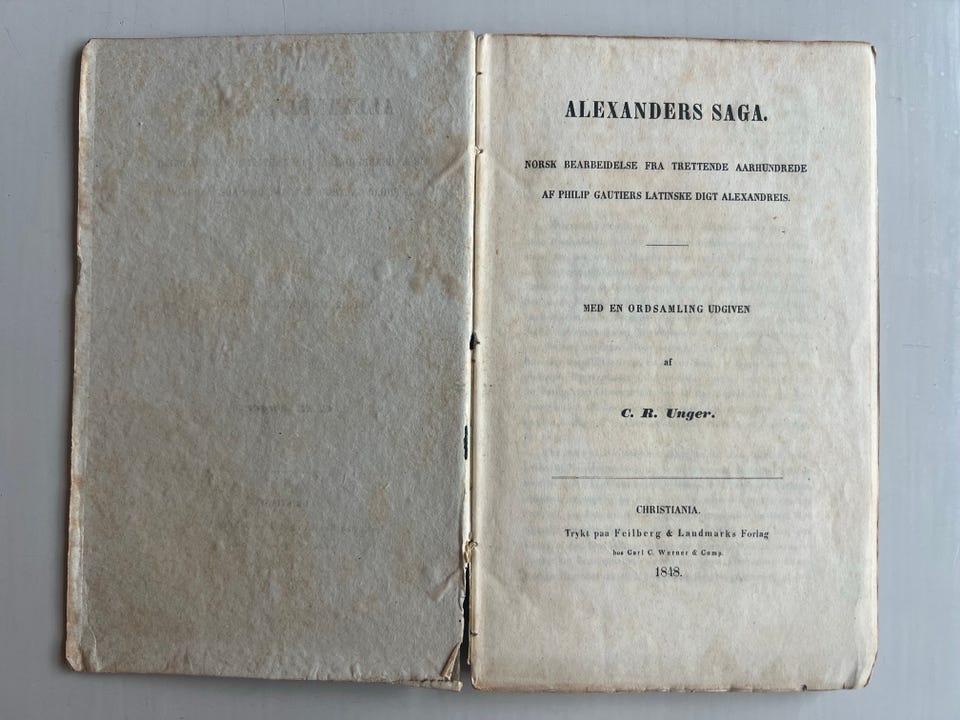 ALEXANDERS SAGA.
NORSK BEARBEIDELSE FRA TRETTENDE AARHUNDREDE
AF PHILIP GAUTIERS LATINSKE DIGT ALEXANDREIS.
MED EN ORDSAMLING UDGIVEN
af
C. R. Unger.
CHRISTIANIA.
Trykt paa Feilberg & Landmarks Forlag
hos Carl C. Werner & Comp.
1848.